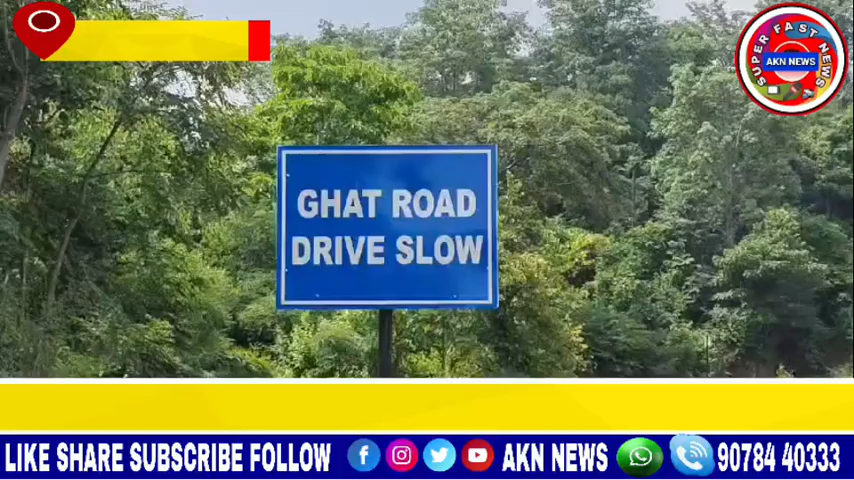 SUPER FAST NEWS
AKN NEWS
GHAT ROAD
DRIVE SLOW
LIKE SHARE SUBSCRIBE FOLLOW
AKN NEWS
90784 40333